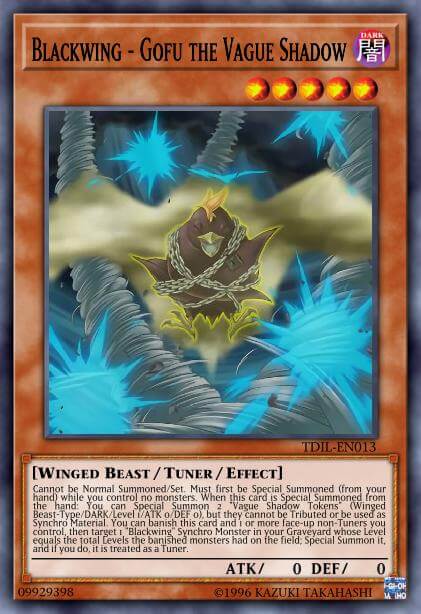 BLACKWING - GOFU THE VAGUE SHADOW
DARK
闇
TDIL-EN013
[WINGED BEAST / TUNER / EFFECT]
Cannot be Normal Summoned/Set. Must first be Special Summoned (from your
hand) while you control no monsters. When this card is Special Summoned from
the hand: You can Special Summon 2 "Vague Shadow Tokens" (Winged
Beast-Type/DARK/Level 1/ATK 0/DEF 0), but they cannot be Tributed or be used as
Synchro Material. You can banish this card and 1 or more face-up non-Tuners you
control, then target 1 "Blackwing" Synchro Monster in your Graveyard whose Level
equals the total Levels the banished monsters had on the field; Special Summon it,
and if you do, it is treated as a Tuner.
ATK/ 0 DEF/ 0
09929398
©1996 KAZUKI TAKAHASHI